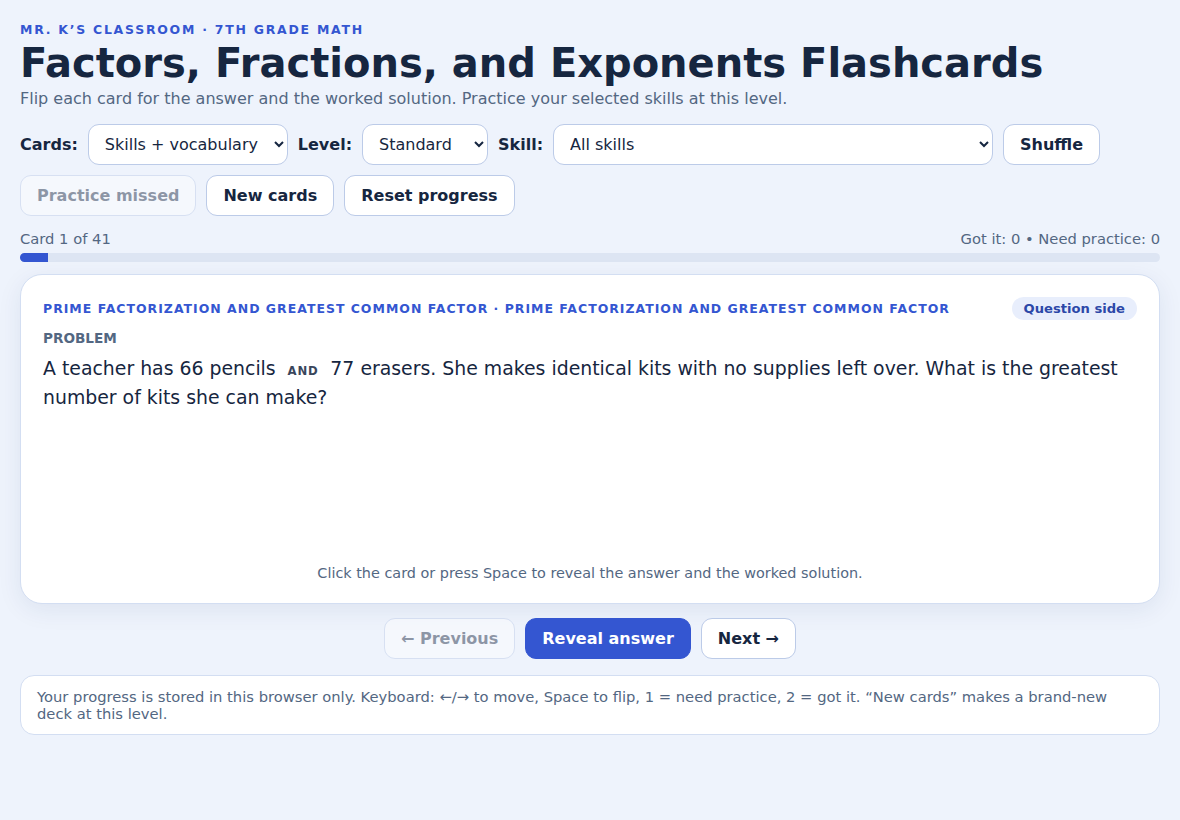 MR. K’S CLASSROOM · 7TH GRADE MATH
Factors, Fractions, and Exponents Flashcards
Flip each card for the answer and the worked solution. Practice your selected skills at this level.
Cards: Skills + vocabulary Level: Standard Skill: All skills Shuffle
Practice missed New cards Reset progress
Card 1 of 41 Got it: 0 • Need practice: 0
PRIME FACTORIZATION AND GREATEST COMMON FACTOR · PRIME FACTORIZATION AND GREATEST COMMON FACTOR Question side
PROBLEM
A teacher has 66 pencils AND 77 erasers. She makes identical kits with no supplies left over. What is the greatest
number of kits she can make?
Click the card or press Space to reveal the answer and the worked solution.
← Previous Reveal answer Next →
Your progress is stored in this browser only. Keyboard: ←/→ to move, Space to flip, 1 = need practice, 2 = got it. “New cards” makes a brand-new
deck at this level.